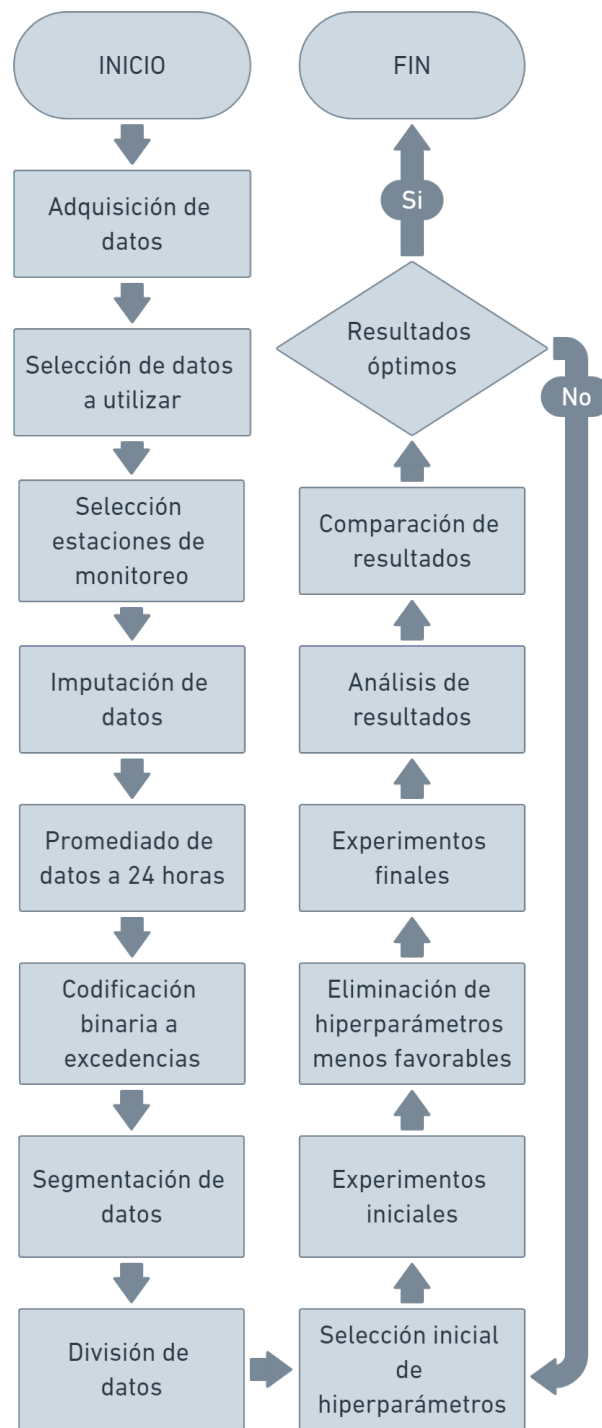 INICIO
Adquisición de
datos
Selección de datos
a utilizar
Selección
estaciones de
monitoreo
Imputación de
datos
Promediado de
datos a 24 horas
Codificación
binaria a
excedencias
Segmentación de
datos
División de
datos
Selección inicial
de
hiperparámetros
Experimentos
iniciales
Eliminación de
hiperparámetros
menos favorables
Experimentos
finales
Análisis de
resultados
Comparación de
resultados
Resultados
óptimos
No
Si
FIN